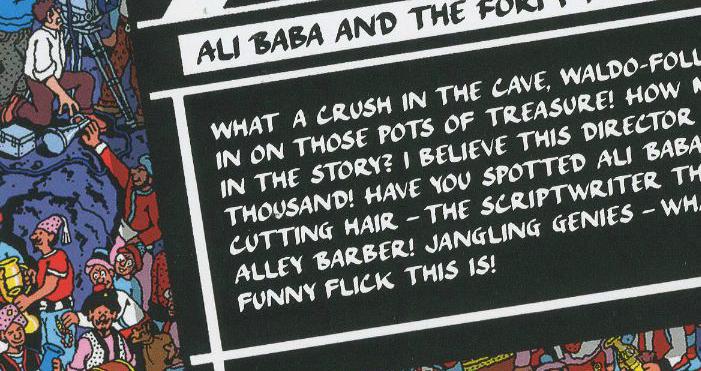 ALI BABA AND THE FORTY
WHAT A CRUSH IN THE CAVE, WALDO-FOLL
IN ON THOSE POTS OF TREASURE! HOW
IN THE STORY? I BELIEVE THIS DIRECTOR
THOUSAND! HAVE YOU SPOTTED ALI BABA
CUTTING HAIR – THE SCRIPTWRITER TH
ALLEY BARBER! JANGLING GENIES – WHA
FUNNY FLICK THIS IS!